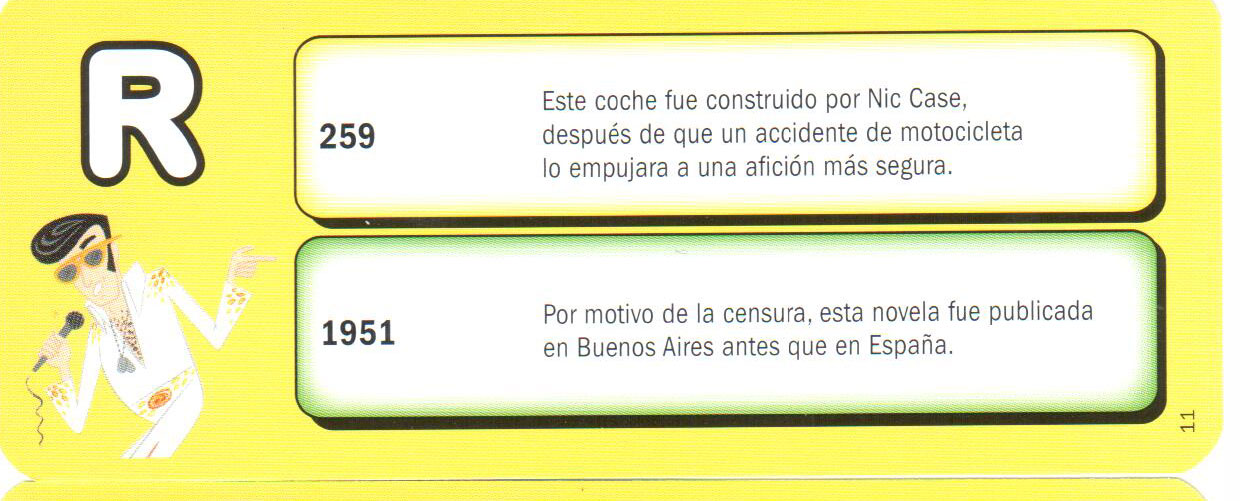 R
259
Este coche fue construido por Nic Case,
después de que un accidente de motocicleta
lo empujara a una afición más segura.
1951
Por motivo de la censura, esta novela fue publicada
en Buenos Aires antes que en España.
11